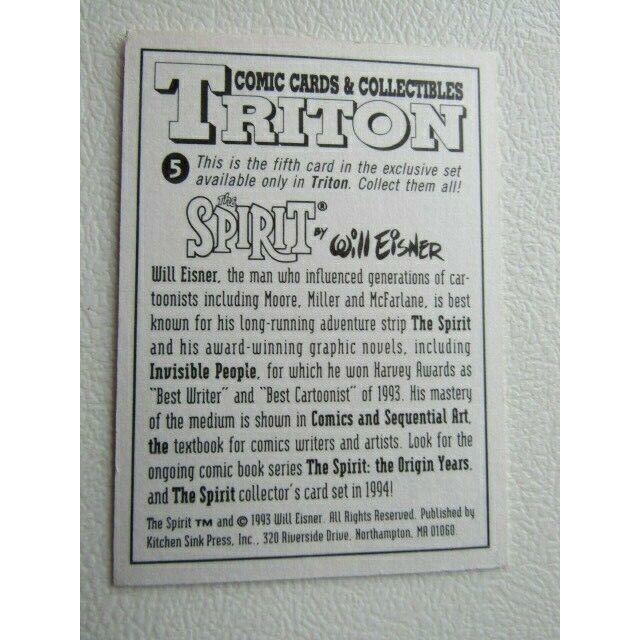 COMIC CARDS & COLLECTIBLES
TRITON
5 This is the fifth card in the exclusive set
available only in Triton. Collect them all!
The
SPIRIT® BY Will EisNER
Will Eisner, the man who influenced generations of car-
toonists including Moore, Miller and McFarlane, is best
known for his long-running adventure strip The Spirit
and his award-winning graphic novels, including
Invisible People, for which he won Harvey Awards as
"Best Writer" and "Best Cartoonist" of 1993. His mastery
of the medium is shown in Comics and Sequential Art,
the textbook for comics writers and artists. Look for the
ongoing comic book series The Spirit: the Origin Years,
and The Spirit collector's card set in 1994!
The Spirit TM and © 1993 Will Eisner. All Rights Reserved. Published by
Kitchen Sink Press, Inc., 320 Riverside Drive, Northampton, MA 01060.